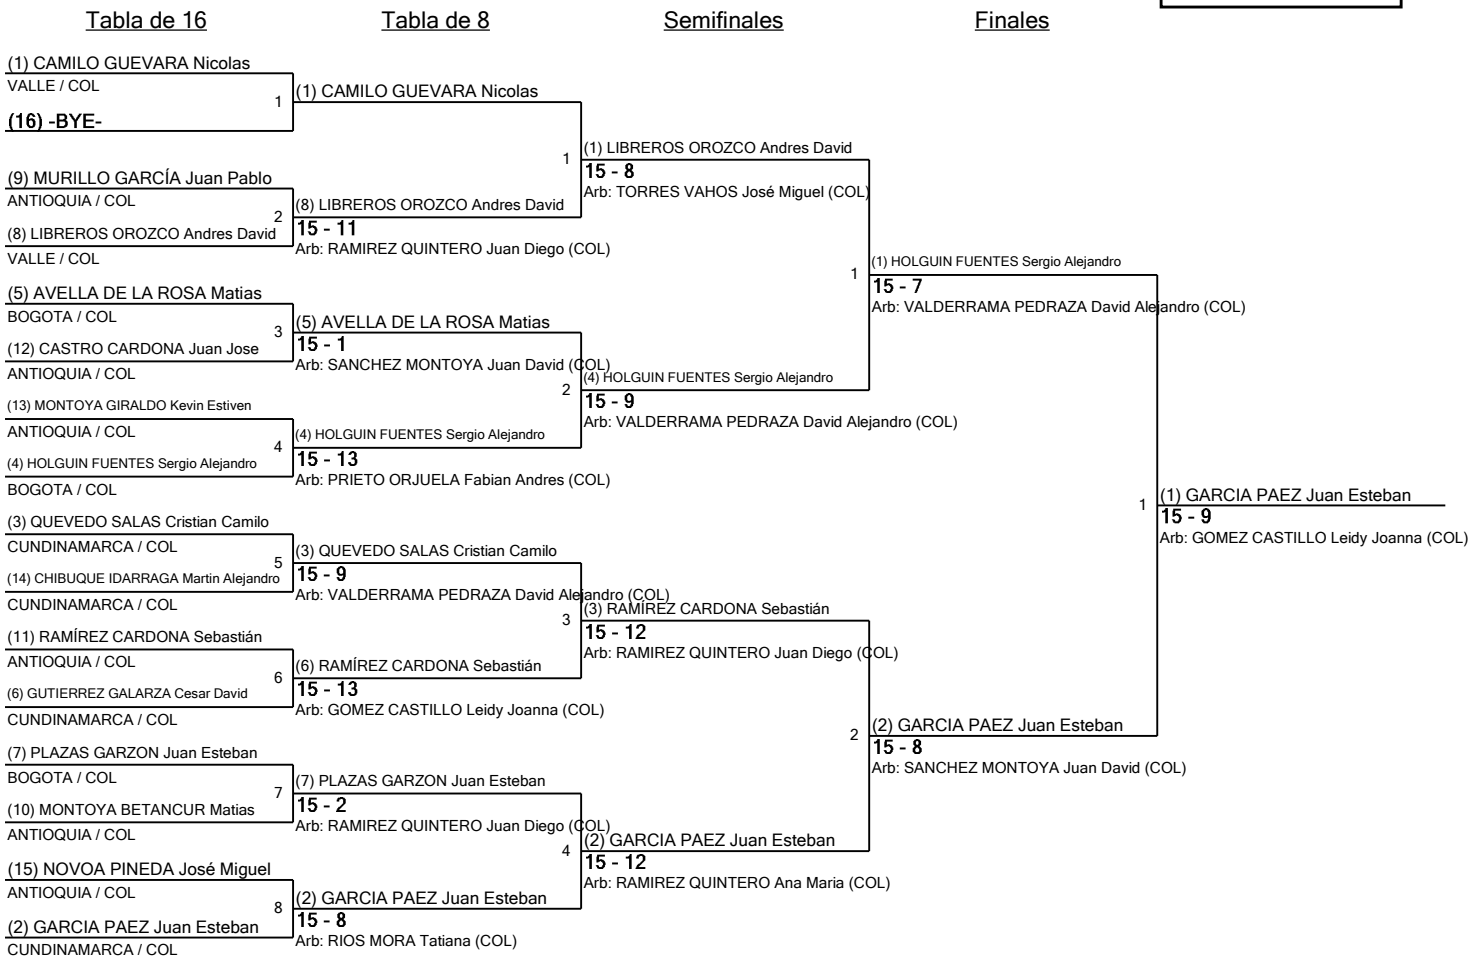 Tabla de 16
Tabla de 8
Semifinales
Finales
(1) CAMILO GUEVARA Nicolas
VALLE / COL
1
(16) -BYE-
(9) MURILLO GARCÍA Juan Pablo
ANTIOQUIA / COL
2
(8) LIBREROS OROZCO Andres David
VALLE / COL
(5) AVELLA DE LA ROSA Matias
BOGOTA / COL
3
(12) CASTRO CARDONA Juan Jose
ANTIOQUIA / COL
(13) MONTOYA GIRALDO Kevin Estiven
ANTIOQUIA / COL
4
(4) HOLGUIN FUENTES Sergio Alejandro
BOGOTA / COL
(3) QUEVEDO SALAS Cristian Camilo
CUNDINAMARCA / COL
5
(14) CHIBUQUE IDARRAGA Martin Alejandro
CUNDINAMARCA / COL
(11) RAMÍREZ CARDONA Sebastián
ANTIOQUIA / COL
6
(6) GUTIERREZ GALARZA Cesar David
CUNDINAMARCA / COL
(7) PLAZAS GARZON Juan Esteban
BOGOTA / COL
7
(10) MONTOYA BETANCUR Matias
ANTIOQUIA / COL
(15) NOVOA PINEDA José Miguel
ANTIOQUIA / COL
8
(2) GARCIA PAEZ Juan Esteban
CUNDINAMARCA / COL
(1) CAMILO GUEVARA Nicolas
1
(8) LIBREROS OROZCO Andres David
15 - 11
Arb: RAMIREZ QUINTERO Juan Diego (COL)
(5) AVELLA DE LA ROSA Matias
15 - 1
Arb: SANCHEZ MONTOYA Juan David (COL)
2
(4) HOLGUIN FUENTES Sergio Alejandro
15 - 13
Arb: PRIETO ORJUELA Fabian Andres (COL)
(3) QUEVEDO SALAS Cristian Camilo
15 - 9
Arb: VALDERRAMA PEDRAZA David Alejandro (COL)
3
(6) RAMÍREZ CARDONA Sebastián
15 - 13
Arb: GOMEZ CASTILLO Leidy Joanna (COL)
(7) PLAZAS GARZON Juan Esteban
15 - 2
Arb: RAMIREZ QUINTERO Juan Diego (COL)
4
(2) GARCIA PAEZ Juan Esteban
15 - 8
Arb: RIOS MORA Tatiana (COL)
(1) LIBREROS OROZCO Andres David
15 - 8
Arb: TORRES VAHOS José Miguel (COL)
1
(4) HOLGUIN FUENTES Sergio Alejandro
15 - 9
Arb: VALDERRAMA PEDRAZA David Alejandro (COL)
(3) RAMÍREZ CARDONA Sebastián
15 - 12
Arb: RAMIREZ QUINTERO Juan Diego (COL)
2
(2) GARCIA PAEZ Juan Esteban
15 - 12
Arb: RAMIREZ QUINTERO Ana Maria (COL)
(1) HOLGUIN FUENTES Sergio Alejandro
15 - 7
Arb: VALDERRAMA PEDRAZA David Alejandro (COL)
1
(2) GARCIA PAEZ Juan Esteban
15 - 8
Arb: SANCHEZ MONTOYA Juan David (COL)
(1) GARCIA PAEZ Juan Esteban
15 - 9
Arb: GOMEZ CASTILLO Leidy Joanna (COL)